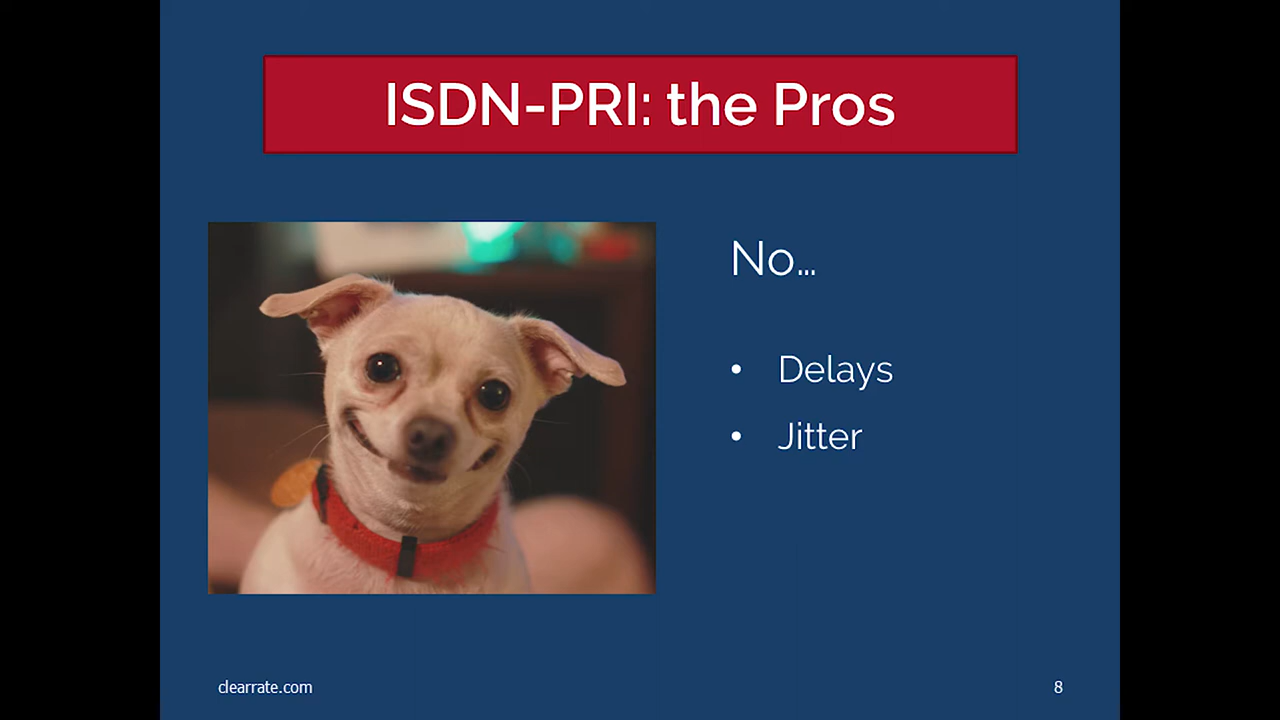 ISDN-PRI: the Pros
No…
• Delays
• Jitter
clearrate.com
8